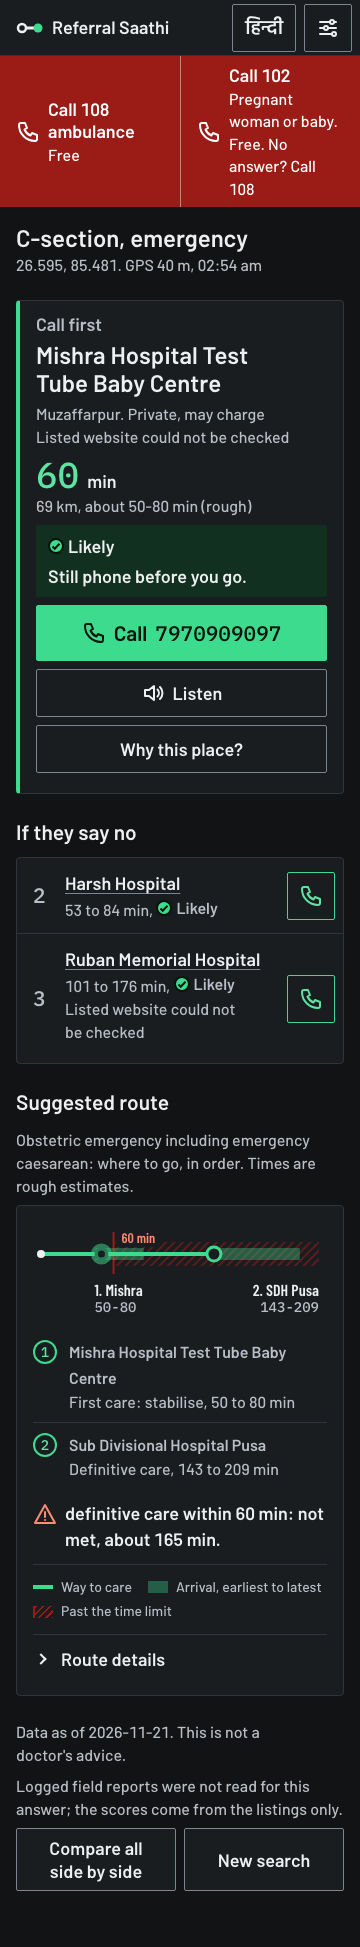 Referral Saathi
हिन्दी
Call 108
ambulance
Free
Call 102
Pregnant
woman or baby.
Free. No
answer? Call
108
C-section, emergency
26.595, 85.481. GPS 40 m, 02:54 am
Call first
Mishra Hospital Test
Tube Baby Centre
Muzaffarpur. Private, may charge
Listed website could not be checked
60 min
69 km, about 50-80 min (rough)
Likely
Still phone before you go.
Call 7970909097
Listen
Why this place?
If they say no
2
Harsh Hospital
53 to 84 min, Likely
3
Ruban Memorial Hospital
101 to 176 min, Likely
Listed website could not
be checked
Suggested route
Obstetric emergency including emergency
caesarean: where to go, in order. Times are
rough estimates.
60 min
1. Mishra
50-80
2. SDH Pusa
143-209
1
Mishra Hospital Test Tube Baby
Centre
First care: stabilise, 50 to 80 min
2
Sub Divisional Hospital Pusa
Definitive care, 143 to 209 min
definitive care within 60 min: not
met, about 165 min.
Way to care
Arrival, earliest to latest
Past the time limit
Route details
Data as of 2026-11-21. This is not a
doctor's advice.
Logged field reports were not read for this
answer; the scores come from the listings only.
Compare all
side by side
New search